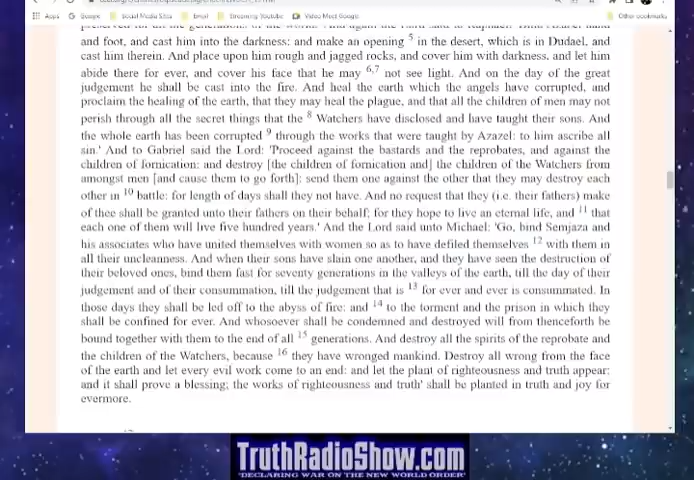 Apps G Google Social Media Sites Email Streaming Youtube Video Meet Google Other bookmarks
and foot, and cast him into the darkness: and make an opening 5 in the desert, which is in Dudael, and
cast him therein. And place upon him rough and jagged rocks, and cover him with darkness, and let him
abide there for ever, and cover his face that he may 6,7 not see light. And on the day of the great
judgement he shall be cast into the fire. And heal the earth which the angels have corrupted, and
proclaim the healing of the earth, that they may heal the plague, and that all the children of men may not
perish through all the secret things that the 8 Watchers have disclosed and have taught their sons. And
the whole earth has been corrupted 9 through the works that were taught by Azazel: to him ascribe all
sin.' And to Gabriel said the Lord: 'Proceed against the bastards and the reprobates, and against the
children of fornication: and destroy [the children of fornication and] the children of the Watchers from
amongst men [and cause them to go forth]: send them one against the other that they may destroy each
other in 10 battle: for length of days shall they not have. And no request that they (i.e. their fathers) make
of thee shall be granted unto their fathers on their behalf; for they hope to live an eternal life, and 11 that
each one of them will live five hundred years.' And the Lord said unto Michael: 'Go, bind Semjaza and
his associates who have united themselves with women so as to have defiled themselves 12 with them in
all their uncleanness. And when their sons have slain one another, and they have seen the destruction of
their beloved ones, bind them fast for seventy generations in the valleys of the earth, till the day of their
judgement and of their consummation, till the judgement that is 13 for ever and ever is consummated. In
those days they shall be led off to the abyss of fire: and 14 to the torment and the prison in which they
shall be confined for ever. And whosoever shall be condemned and destroyed will from thenceforth be
bound together with them to the end of all 15 generations. And destroy all the spirits of the reprobate and
the children of the Watchers, because 16 they have wronged mankind. Destroy all wrong from the face
of the earth and let every evil work come to an end: and let the plant of righteousness and truth appear:
and it shall prove a blessing; the works of righteousness and truth' shall be planted in truth and joy for
evermore.
TruthRadioShow.com
"DECLARING WAR ON THE NEW WORLD ORDER"